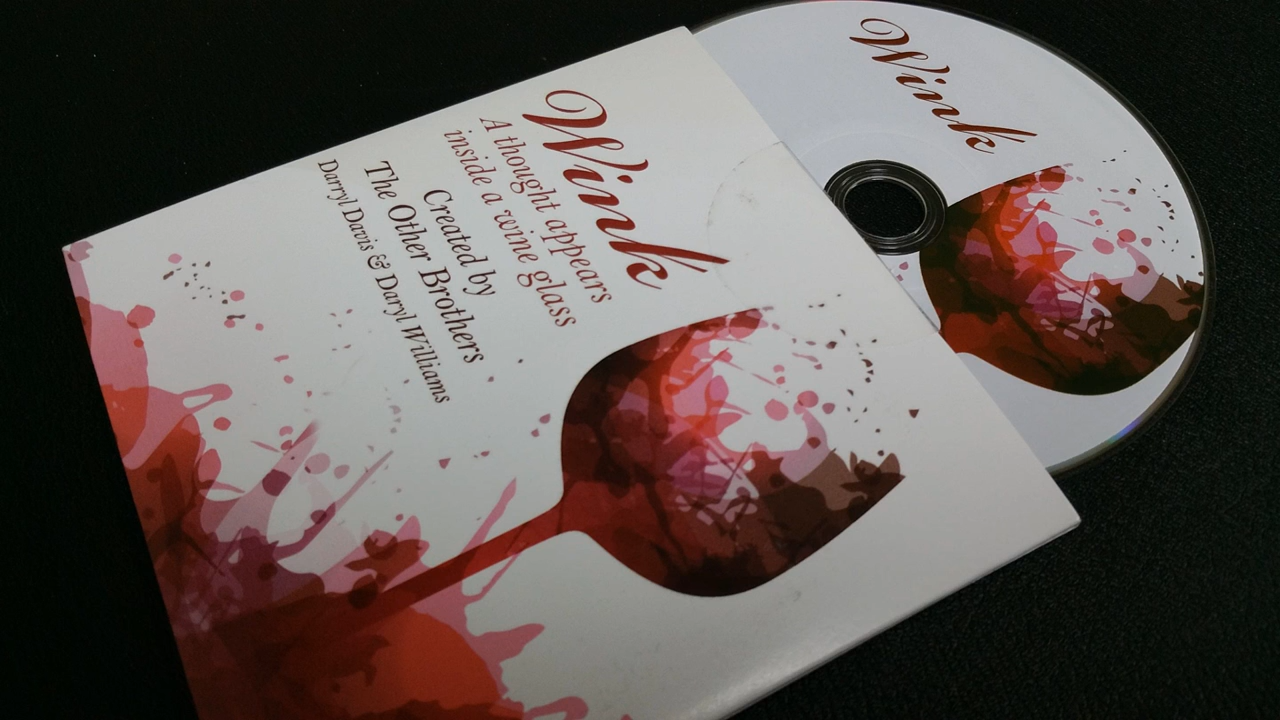 Wink
A thought appears
inside a wine glass
Created by
The Other Brothers
Darryl Davis & Daryl Williams
Wink